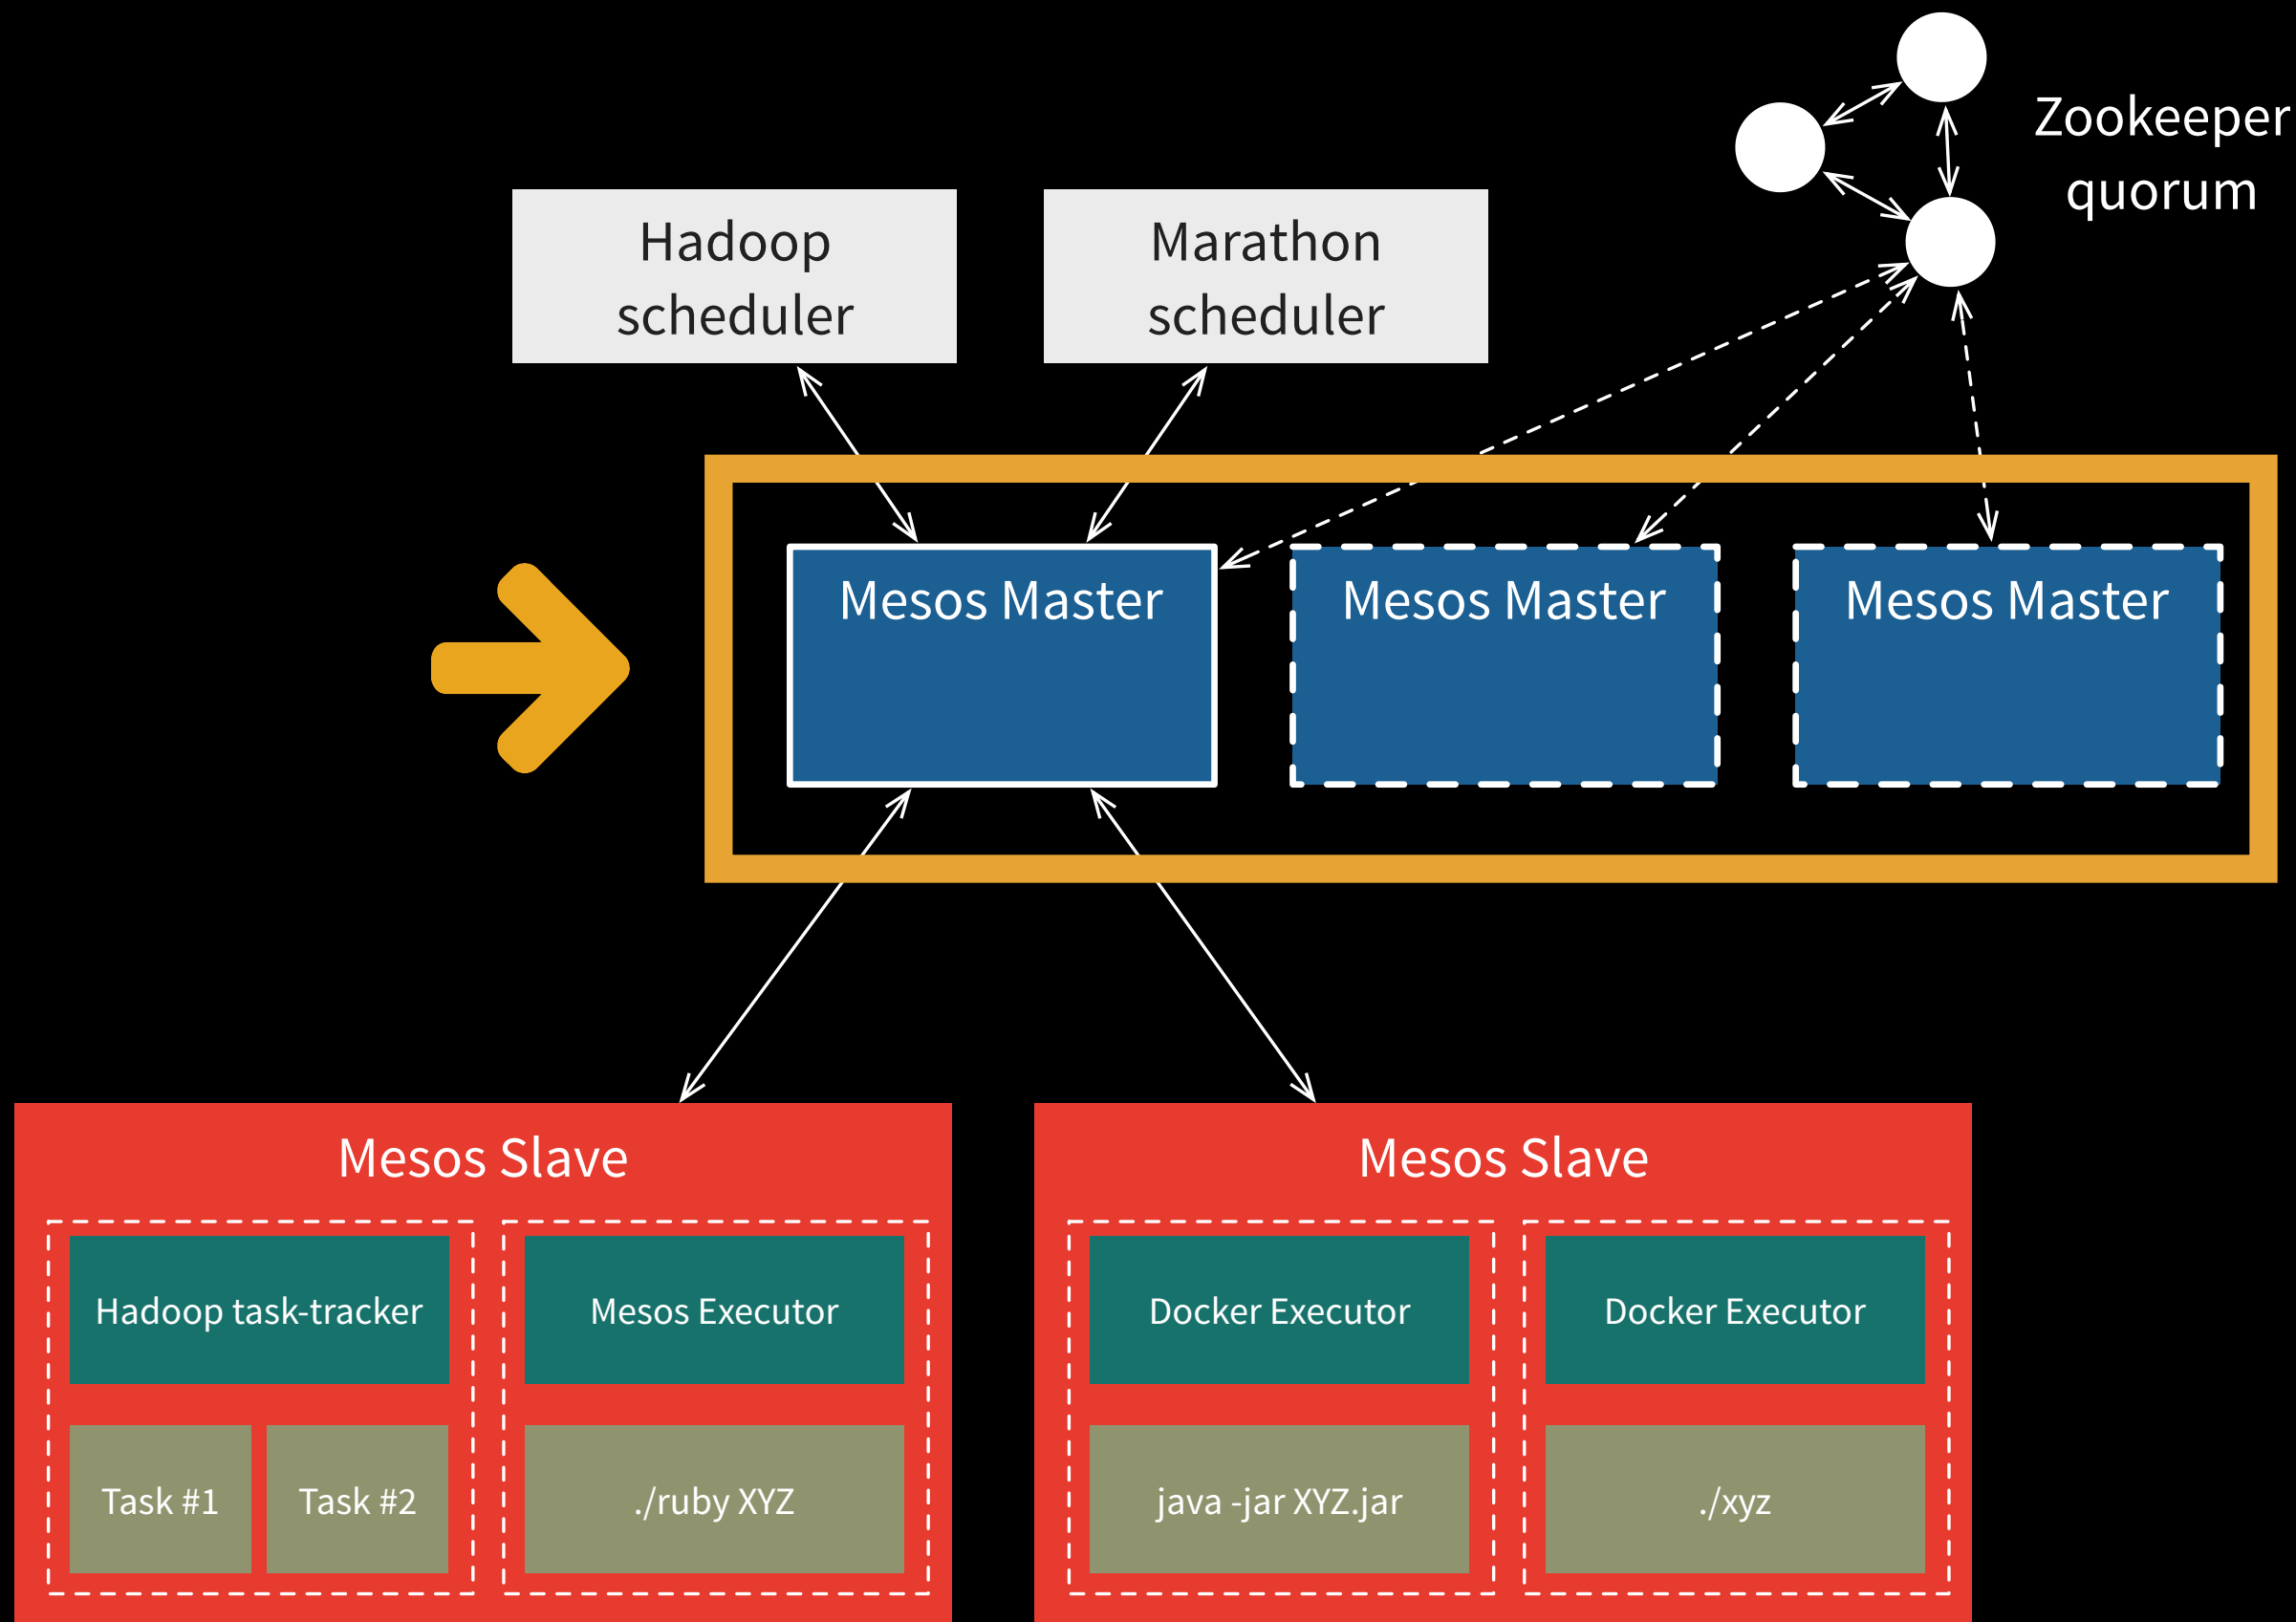 Zookeeper
quorum
Hadoop
scheduler
Marathon
scheduler
Mesos Master
Mesos Master
Mesos Master
Mesos Slave
Mesos Slave
Hadoop task-tracker
Mesos Executor
Docker Executor
Docker Executor
Task #1
Task #2
./ruby XYZ
java -jar XYZ.jar
./xyz